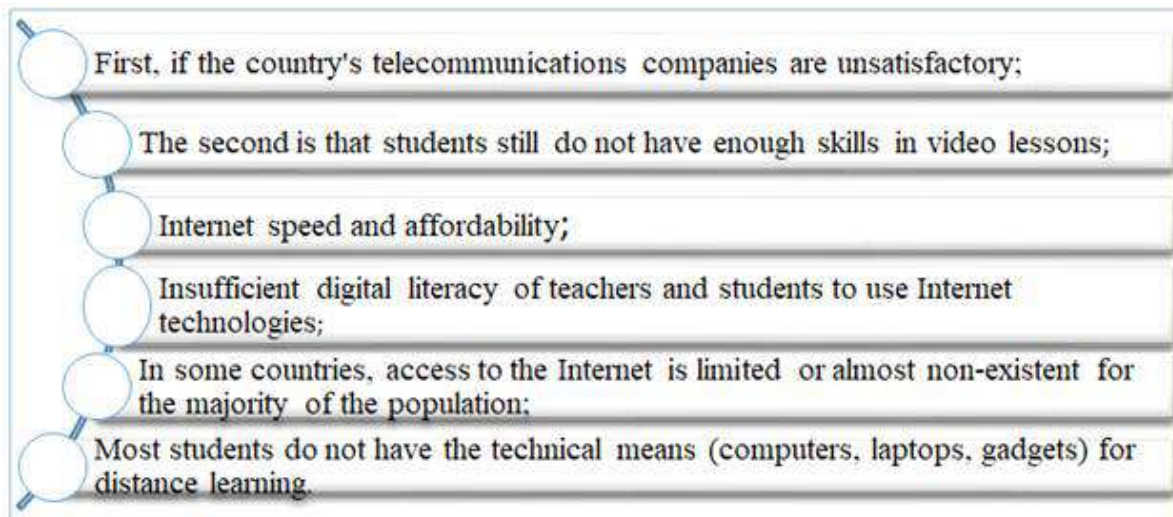 First, if the country's telecommunications companies are unsatisfactory;
The second is that students still do not have enough skills in video lessons;
Internet speed and affordability;
Insufficient digital literacy of teachers and students to use Internet
technologies;
In some countries, access to the Internet is limited or almost non-existent for
the majority of the population;
Most students do not have the technical means (computers, laptops, gadgets) for
distance learning.